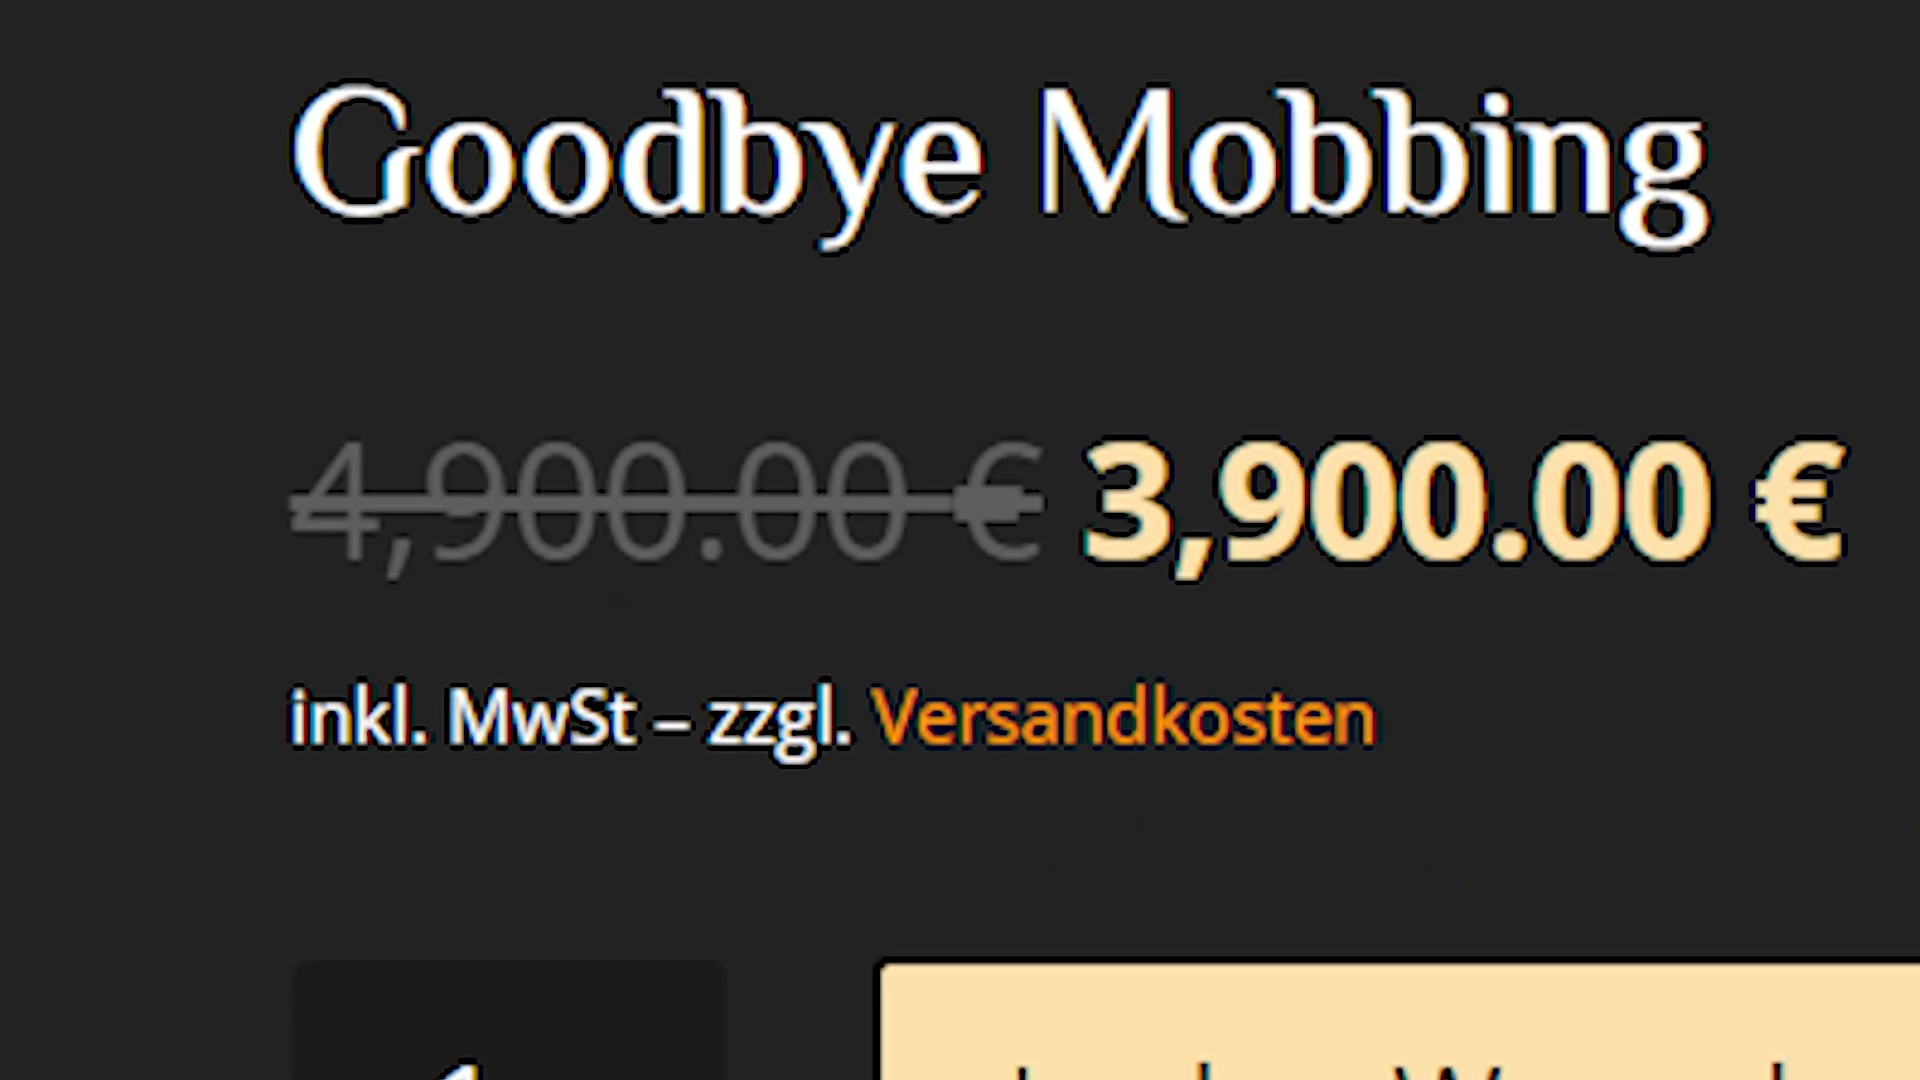 Goodbye Mobbing
4,900.00 € 3,900.00 €
inkl. MwSt – zzgl. Versandkosten